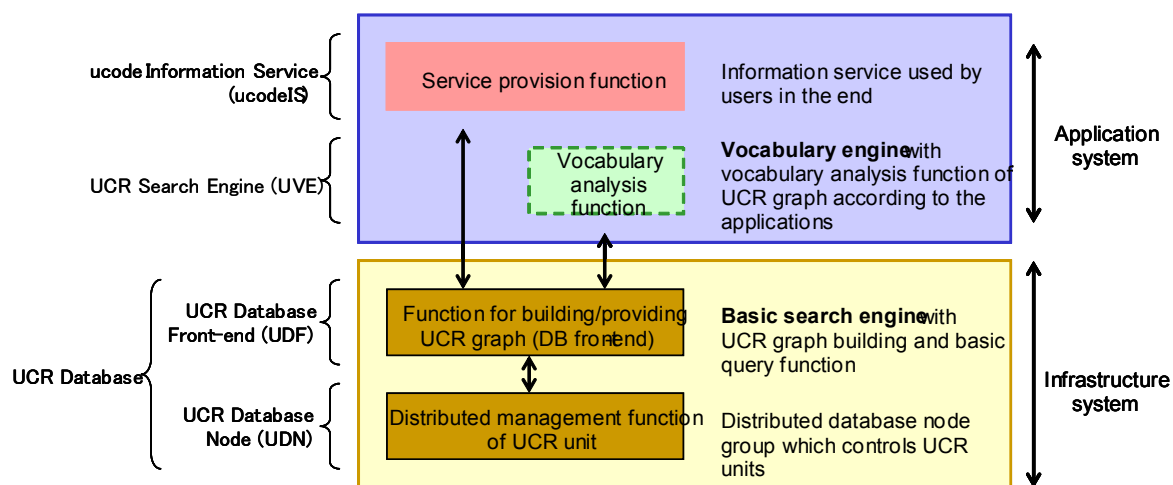 ucode Information Service
(ucodeIS)
Service provision function
Information service used by
users in the end
Application
system
UCR Search Engine (UVE)
Vocabulary
analysis
function
Vocabulary engine with
vocabulary analysis function of
UCR graph according to the
applications
UCR Database
UCR Database
Front-end (UDF)
Function for building/providing
UCR graph (DB front-end)
Basic search engine with
UCR graph building and basic
query function
Infrastructure
system
UCR Database
Node (UDN)
Distributed management function
of UCR unit
Distributed database node
group which controls UCR
units